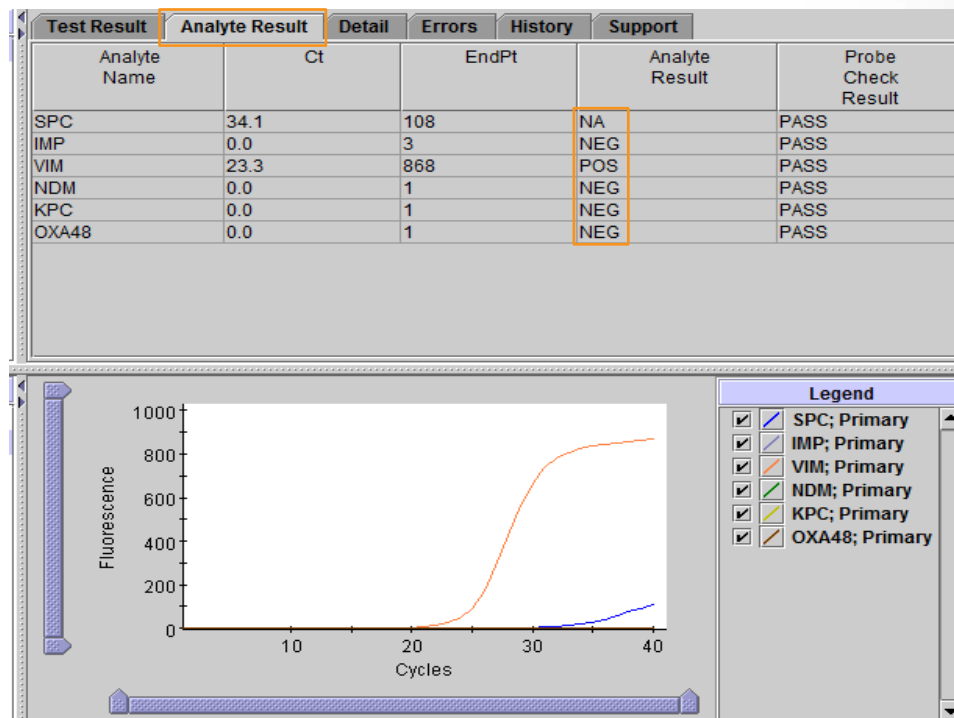 Test Result Analyte Result Detail Errors History Support
Analyte Name Ct EndPt Analyte Result Probe Check Result
SPC 34.1 108 NA PASS
IMP 0.0 3 NEG PASS
VIM 23.3 868 POS PASS
NDM 0.0 1 NEG PASS
KPC 0.0 1 NEG PASS
OXA48 0.0 1 NEG PASS
1000
800
600
400
200
0
Fluorescence
10 20 30 40
Cycles
Legend
SPC; Primary
IMP; Primary
VIM; Primary
NDM; Primary
KPC; Primary
OXA48; Primary